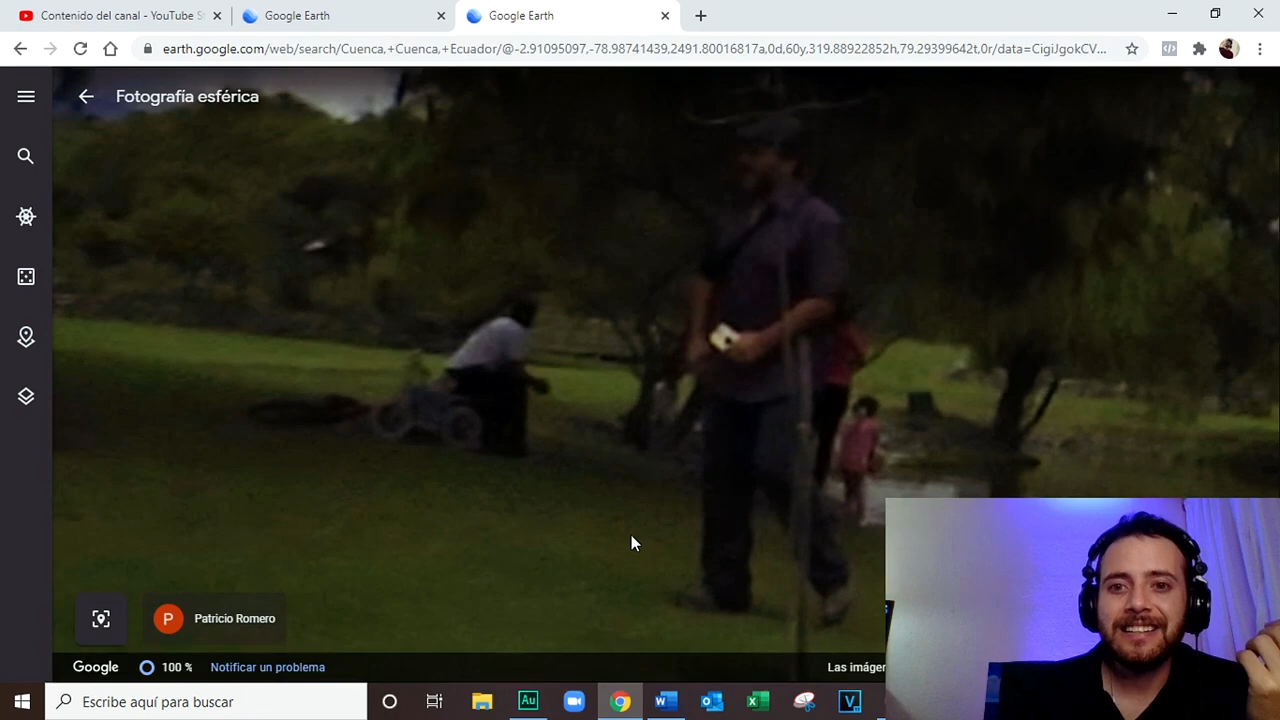 Contenido del canal - YouTube S
Google Earth
Google Earth
earth.google.com/web/search/Cuenca,+Cuenca,+Ecuador/@-2.91095097,-78.98741439,2491.80016817a,0d,60y,319.88922852h,79.29399642t,0r/data=CigiJgokCV...
Fotografía esférica
P
Patricio Romero
Google
100 %
Notificar un problema
Las imáger
Escribe aquí para buscar
Au
V